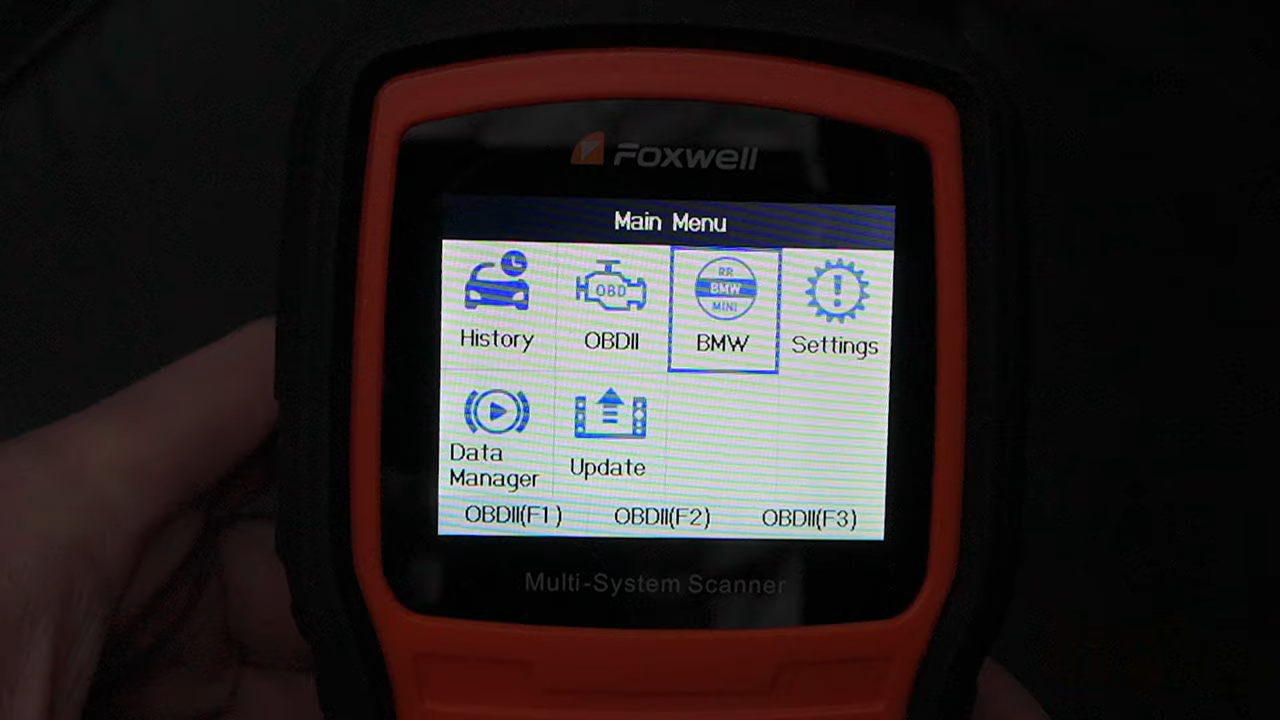 Foxwell
Main Menu
RR
BMW
MINI
OBD
History
OBDII
BMW
Settings
Data
Manager
Update
OBDII(F1)
OBDII(F2)
OBDII(F3)
Multi-System Scanner